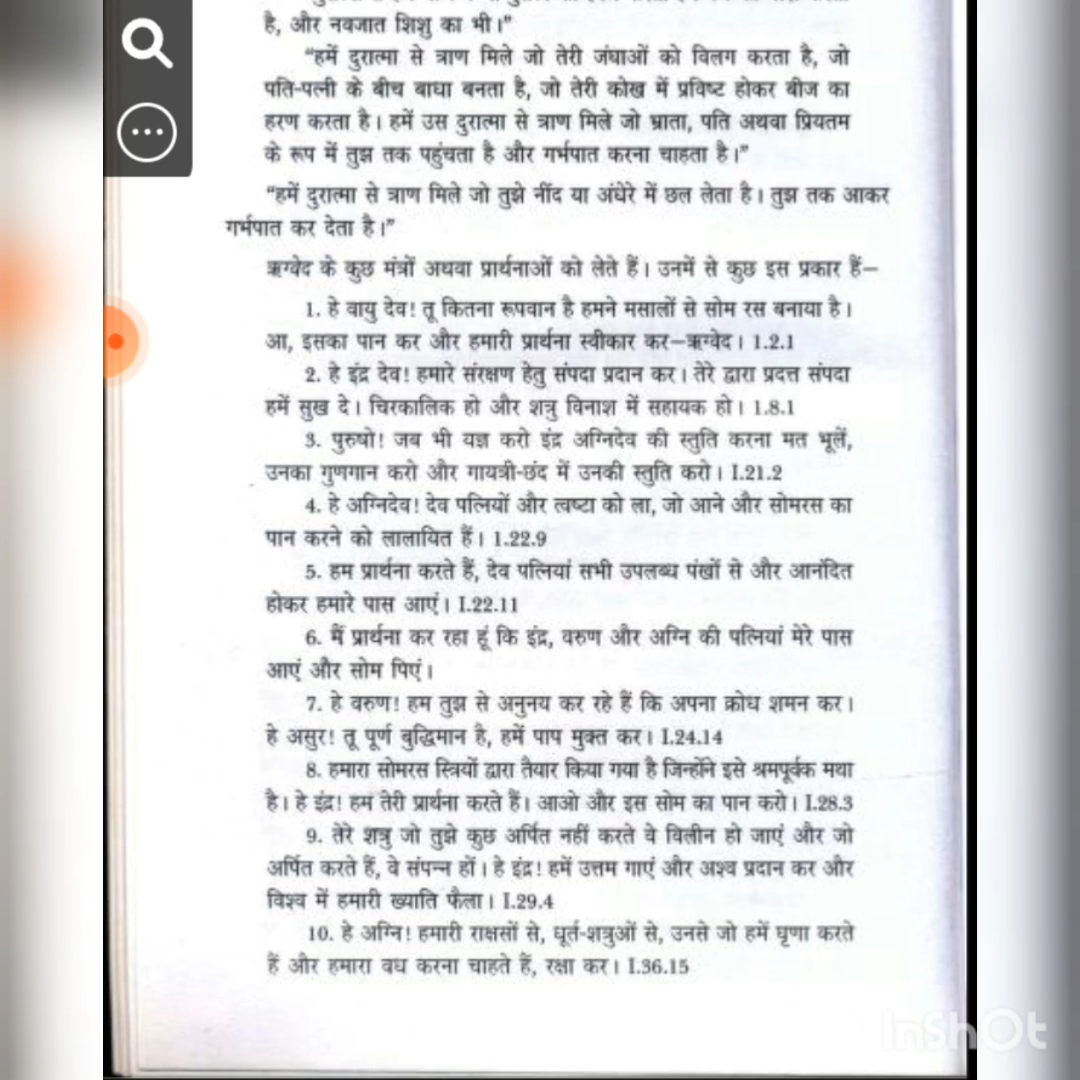 है, और नवजात शिशु का भी।”
“हमें दुरात्मा से त्राण मिले जो तेरी जंघाओं को विलग करता है, जो
पति-पत्नी के बीच बाधा बनता है, जो तेरी कोख में प्रविष्ट होकर बीज का
हरण करता है। हमें उस दुरात्मा से त्राण मिले जो भ्राता, पति अथवा प्रियतम
के रूप में तुझ तक पहुंचता है और गर्भपात करना चाहता है।”
“हमें दुरात्मा से त्राण मिले जो तुझे नींद या अंधेरे में छल लेता है। तुझ तक आकर
गर्भपात कर देता है।”
ऋग्वेद के कुछ मंत्रों अथवा प्रार्थनाओं को लेते हैं। उनमें से कुछ इस प्रकार हैं–
1. हे वायु देव! तू कितना रूपवान है हमने मसालों से सोम रस बनाया है।
आ, इसका पान कर और हमारी प्रार्थना स्वीकार कर–ऋग्वेद। 1.2.1
2. हे इंद्र देव! हमारे संरक्षण हेतु संपदा प्रदान कर। तेरे द्वारा प्रदत्त संपदा
हमें सुख दे। चिरकालिक हो और शत्रु विनाश में सहायक हो। 1.8.1
3. पुरुषो! जब भी यज्ञ करो इंद्र अग्निदेव की स्तुति करना मत भूलें,
उनका गुणगान करो और गायत्री-छंद में उनकी स्तुति करो। I.21.2
4. हे अग्निदेव! देव पत्नियों और त्वष्टा को ला, जो आने और सोमरस का
पान करने को लालायित हैं। 1.22.9
5. हम प्रार्थना करते हैं, देव पत्नियां सभी उपलब्ध पंखों से और आनंदित
होकर हमारे पास आएं। I.22.11
6. मैं प्रार्थना कर रहा हूं कि इंद्र, वरुण और अग्नि की पत्नियां मेरे पास
आएं और सोम पिएं।
7. हे वरुण! हम तुझ से अनुनय कर रहे हैं कि अपना क्रोध शमन कर।
हे असुर! तू पूर्ण बुद्धिमान है, हमें पाप मुक्त कर। I.24.14
8. हमारा सोमरस स्त्रियों द्वारा तैयार किया गया है जिन्होंने इसे श्रमपूर्वक मथा
है। हे इंद्र! हम तेरी प्रार्थना करते हैं। आओ और इस सोम का पान करो। I.28.3
9. तेरे शत्रु जो तुझे कुछ अर्पित नहीं करते वे विलीन हो जाएं और जो
अर्पित करते हैं, वे संपन्न हों। हे इंद्र! हमें उत्तम गाएं और अश्व प्रदान कर और
विश्व में हमारी ख्याति फैला। I.29.4
10. हे अग्नि! हमारी राक्षसों से, धूर्त-शत्रुओं से, उनसे जो हमें घृणा करते
हैं और हमारा वध करना चाहते हैं, रक्षा कर। I.36.15
InShOt